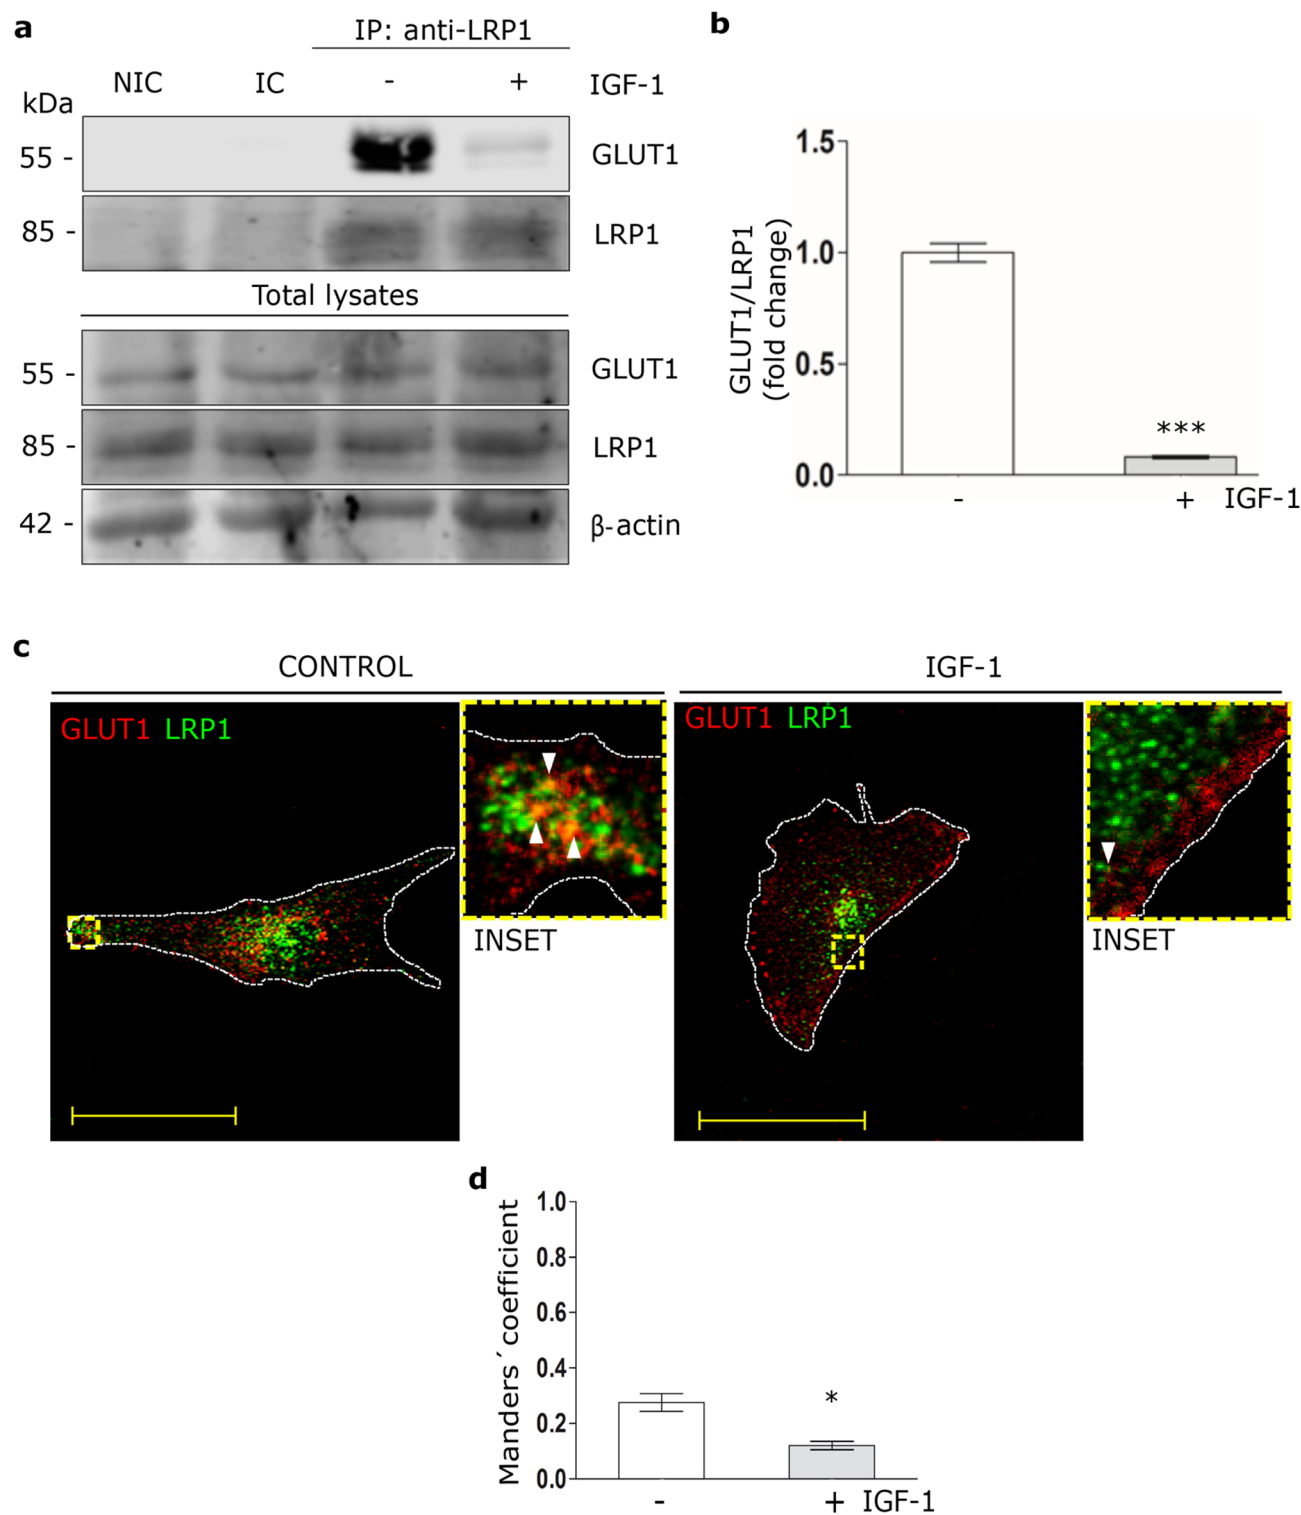 a
IP: anti-LRP1
NIC IC - + IGF-1
kDa
55 - GLUT1
85 - LRP1
Total lysates
55 - GLUT1
85 - LRP1
42 - β-actin
b
GLUT1/LRP1
(fold change)
1.5
1.0
0.5
0.0
***
- + IGF-1
c
CONTROL
GLUT1 LRP1
INSET
IGF-1
GLUT1 LRP1
INSET
d
Manders´coefficient
1.0
0.8
0.6
0.4
0.2
0.0
*
- + IGF-1